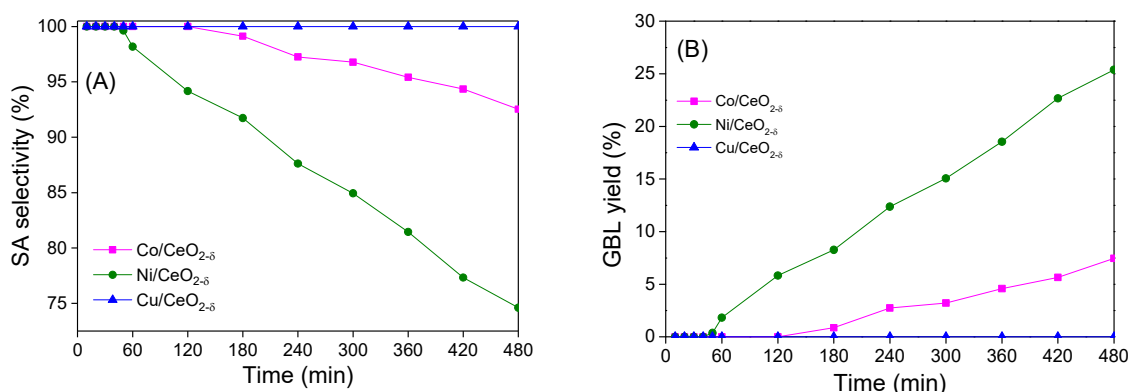 (A)
SA selectivity (%)
100
95
90
85
80
75
Co/CeO₂₋δ
Ni/CeO₂₋δ
Cu/CeO₂₋δ
0 60 120 180 240 300 360 420 480
Time (min)
(B)
GBL yield (%)
30
25
20
15
10
5
0
Co/CeO₂₋δ
Ni/CeO₂₋δ
Cu/CeO₂₋δ
0 60 120 180 240 300 360 420 480
Time (min)